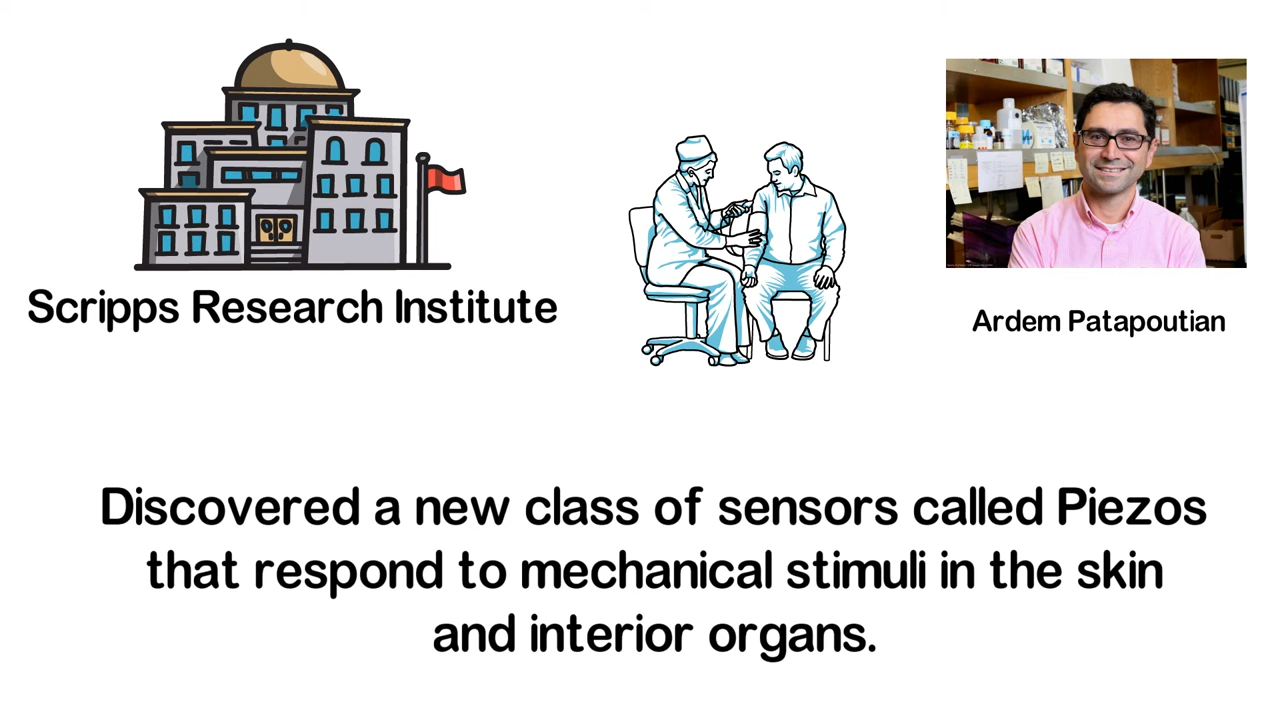 Scripps Research Institute
Ardem Patapoutian
Discovered a new class of sensors called Piezos
that respond to mechanical stimuli in the skin
and interior organs.